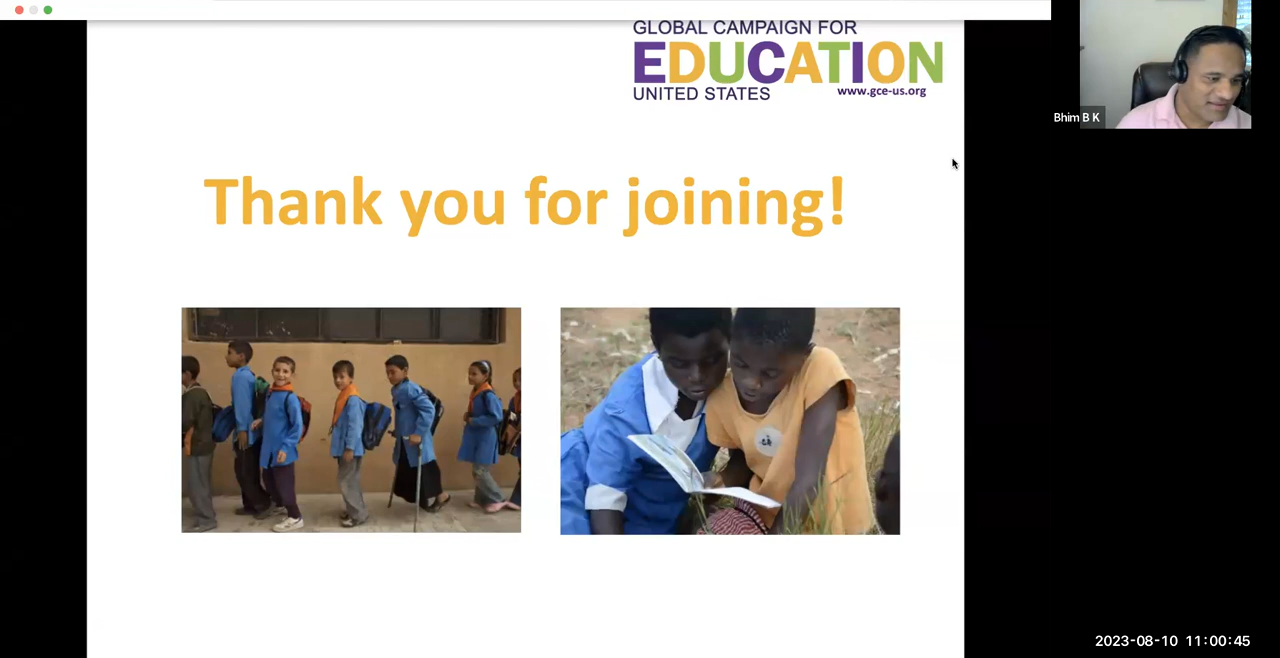 GLOBAL CAMPAIGN FOR
EDUCATION
UNITED STATES
www.gce-us.org
Bhim B K
Thank you for joining!
2023-08-10 11:00:45